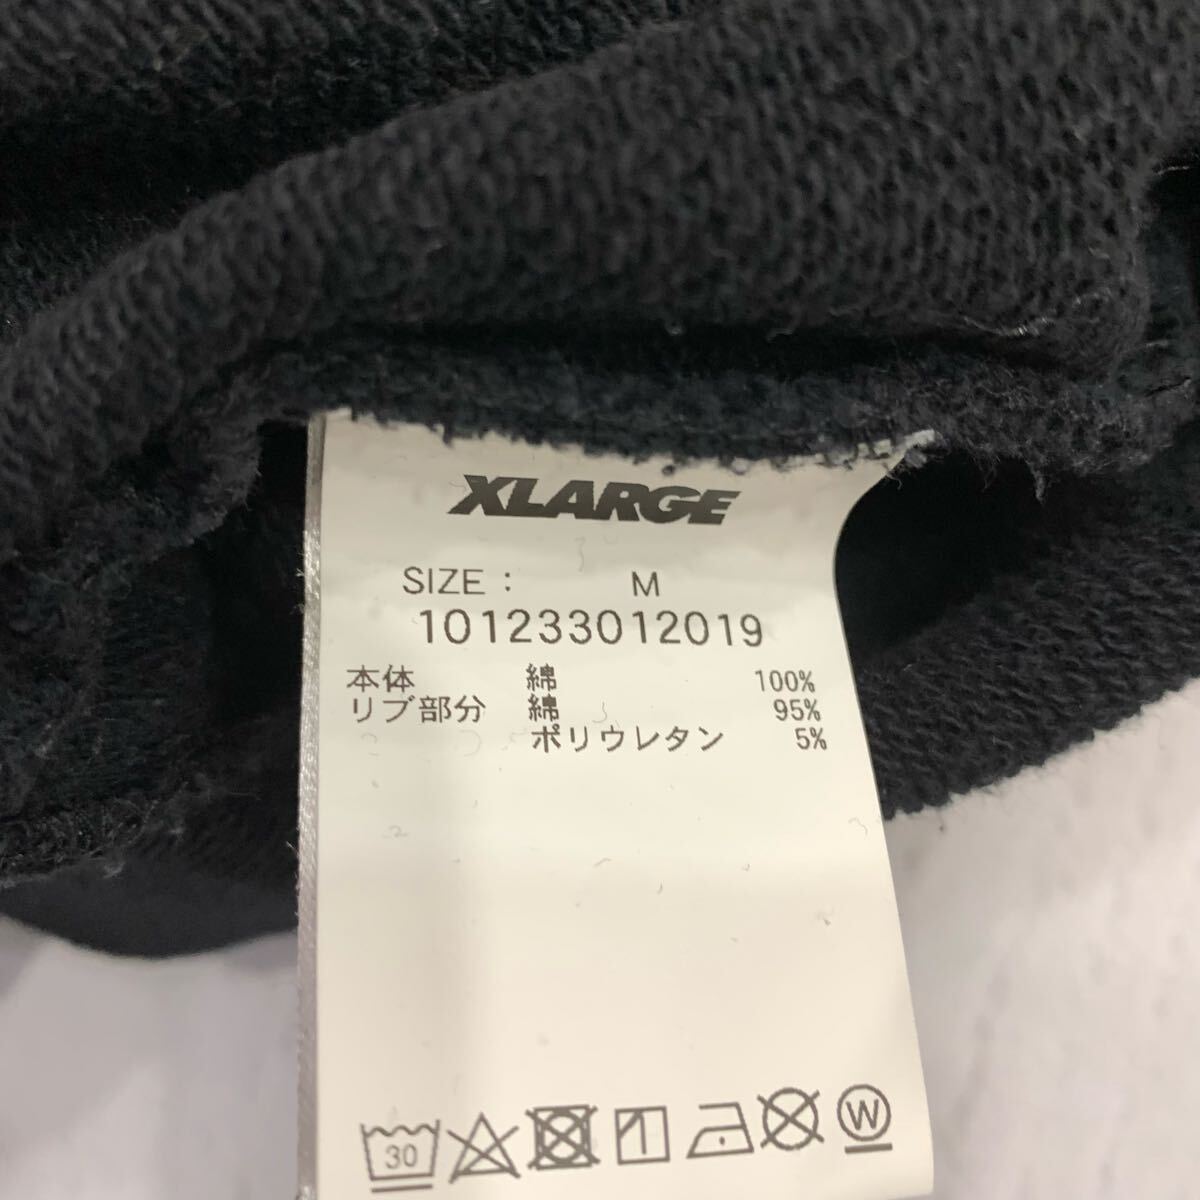 XLARGE
SIZE : M
101233012019
本体 綿 100%
リブ部分 綿 95%
ポリウレタン 5%
30 W